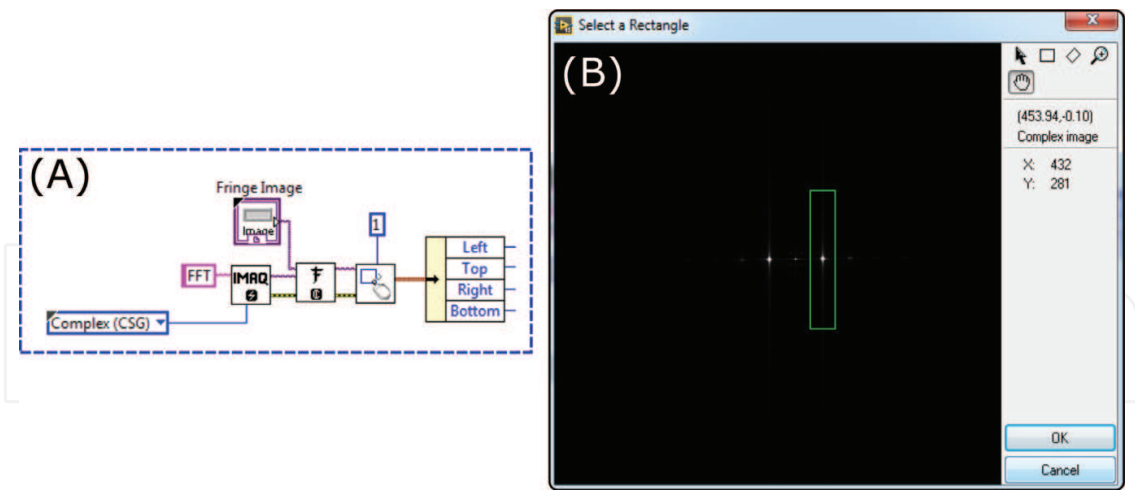 (A)
Fringe Image
Image
1
FFT
IMAQ
Complex (CSG)
Left
Top
Right
Bottom
Select a Rectangle
(B)
(453.94,-0.10)
Complex image
X: 432
Y: 281
OK
Cancel